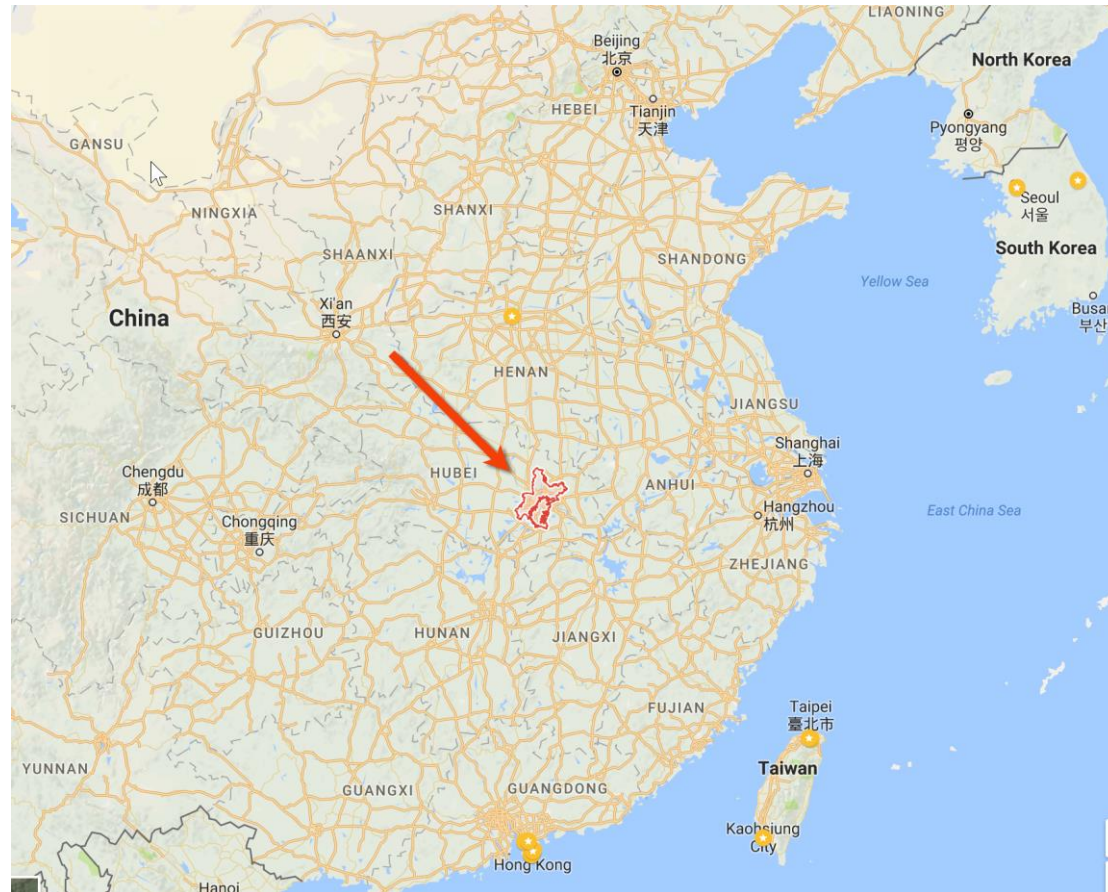 LIAONING
Beijing
北京
North Korea
HEBEI
Tianjin
天津
Pyongyang
평양
GANSU
NINGXIA
SHANXI
Seoul
서울
SHAANXI
SHANDONG
South Korea
Yellow Sea
Xi'an
西安
China
Busa
부산
HENAN
JIANGSU
Shanghai
上海
Chengdu
成都
HUBEI
ANHUI
Hangzhou
杭州
East China Sea
SICHUAN
Chongqing
重庆
ZHEJIANG
GUIZHOU
HUNAN
JIANGXI
FUJIAN
Taipei
臺北市
YUNNAN
Taiwan
GUANGXI
GUANGDONG
Kaohsiung
City
Hong Kong
Hanoi